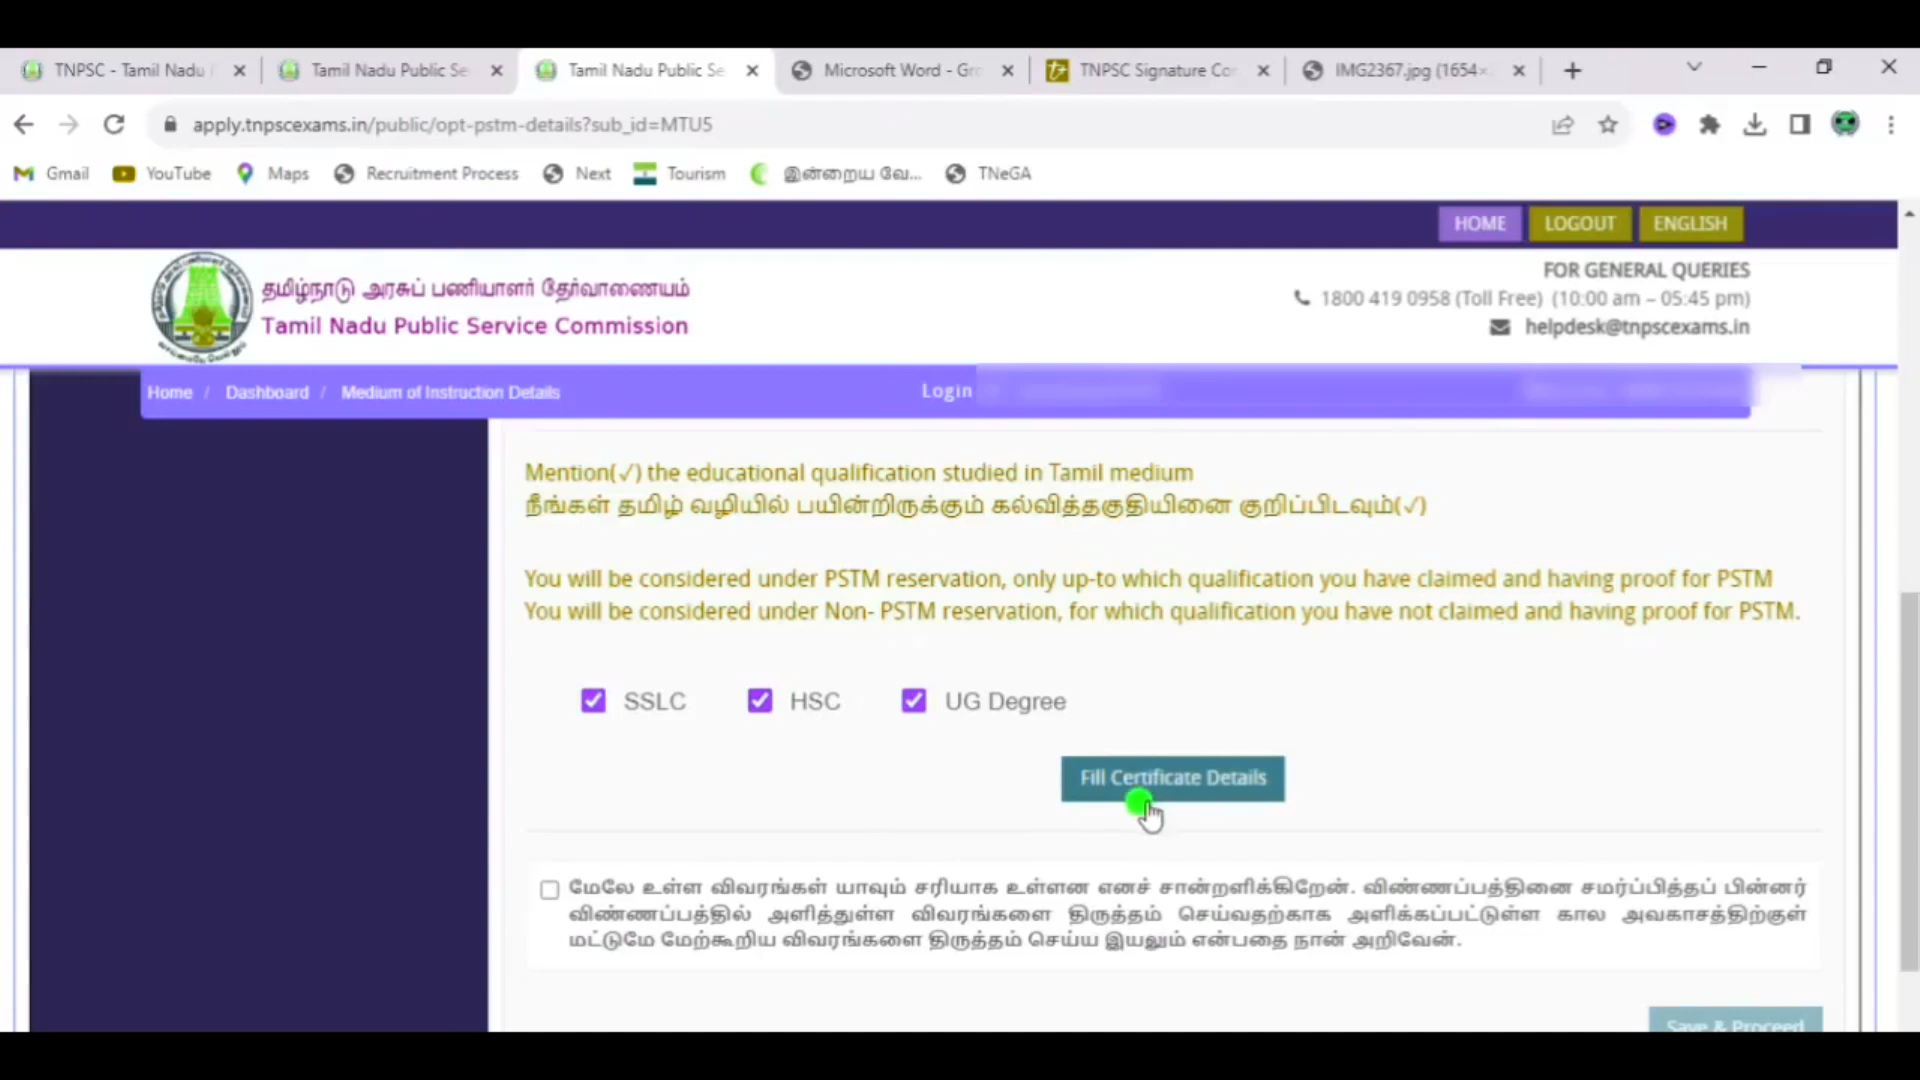 TNPSC - Tamil Nadu
Tamil Nadu Public Se
Tamil Nadu Public Se
Microsoft Word - Gr
TNPSC Signature Co
IMG2367.jpg (1654×
apply.tnpscexams.in/public/opt-pstm-details?sub_id=MTU5
Gmail
YouTube
Maps
Recruitment Process
Next
Tourism
இன்றைய வே...
TNeGA
HOME
LOGOUT
ENGLISH
தமிழ்நாடு அரசுப் பணியாளர் தேர்வாணையம்
Tamil Nadu Public Service Commission
FOR GENERAL QUERIES
1800 419 0958 (Toll Free) (10:00 am – 05:45 pm)
helpdesk@tnpscexams.in
Home / Dashboard / Medium of Instruction Details
Login
Mention(✓) the educational qualification studied in Tamil medium
நீங்கள் தமிழ் வழியில் பயின்றிருக்கும் கல்வித்தகுதியினை குறிப்பிடவும்(✓)
You will be considered under PSTM reservation, only up-to which qualification you have claimed and having proof for PSTM
You will be considered under Non- PSTM reservation, for which qualification you have not claimed and having proof for PSTM.
SSLC
HSC
UG Degree
Fill Certificate Details
மேலே உள்ள விவரங்கள் யாவும் சரியாக உள்ளன எனச் சான்றளிக்கிறேன். விண்ணப்பத்தினை சமர்ப்பித்தப் பின்னர்
விண்ணப்பத்தில் அளித்துள்ள விவரங்களை திருத்தம் செய்வதற்காக அளிக்கப்பட்டுள்ள கால அவகாசத்திற்குள்
மட்டுமே மேற்கூறிய விவரங்களை திருத்தம் செய்ய இயலும் என்பதை நான் அறிவேன்.
Save & Proceed